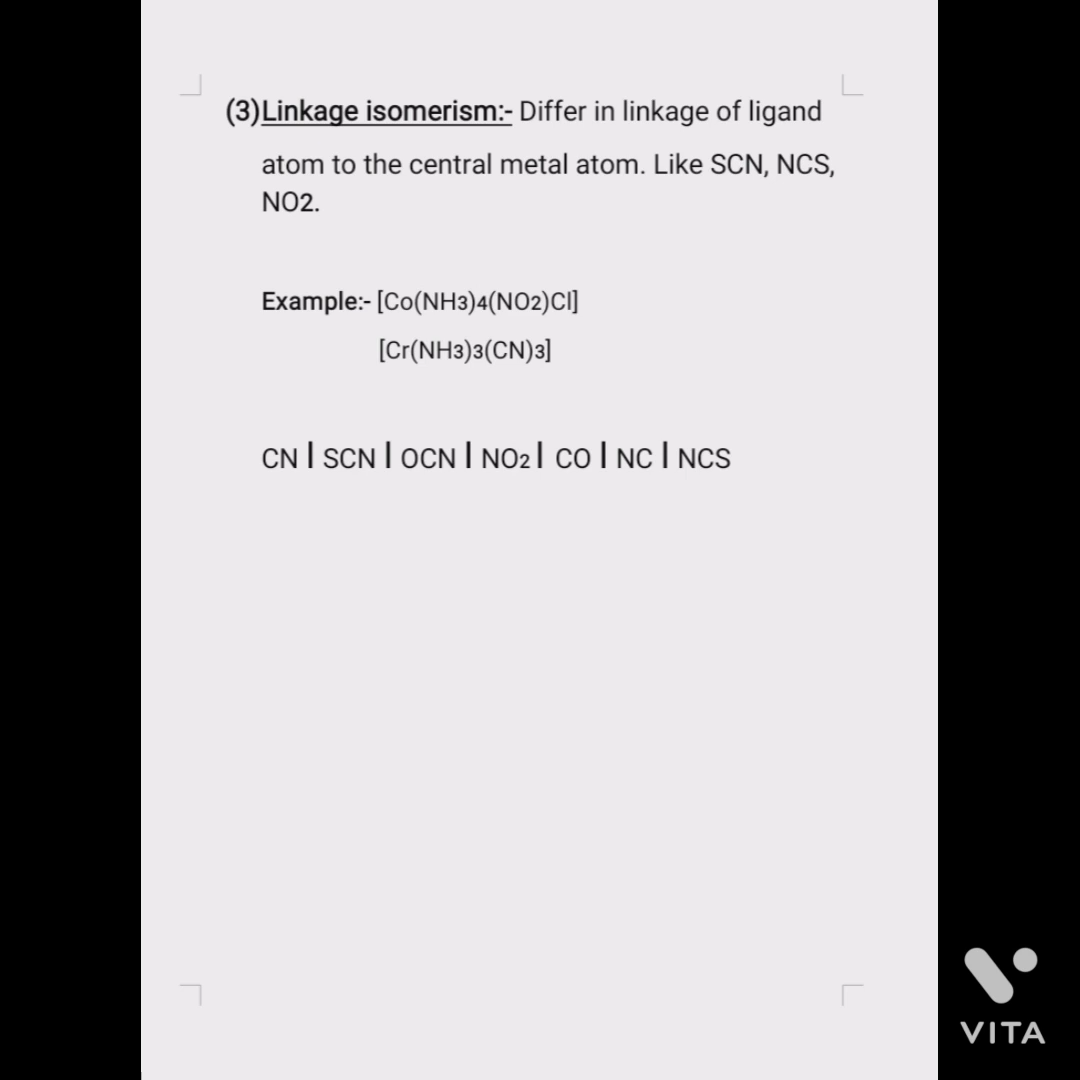 (3)Linkage isomerism:- Differ in linkage of ligand
atom to the central metal atom. Like SCN, NCS,
NO2.
Example:- [Co(NH3)4(NO2)Cl]
[Cr(NH3)3(CN)3]
CN | SCN | OCN | NO2 | CO | NC | NCS
VITA